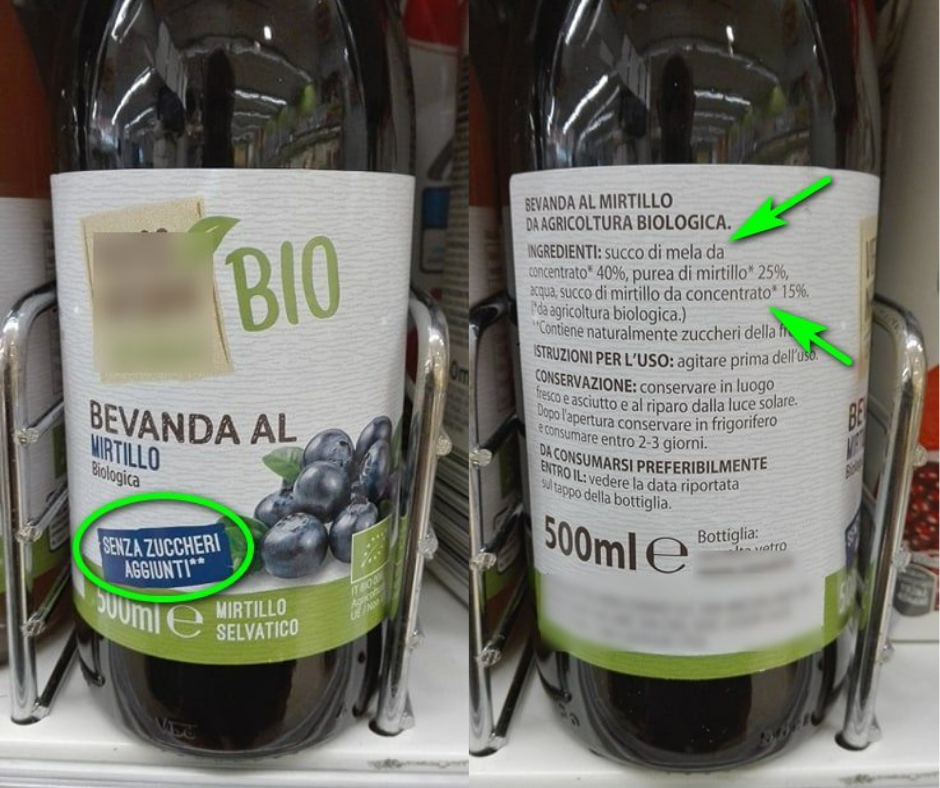 BIO
BEVANDA AL
MIRTILLO
Biologica
SENZA ZUCCHERI
AGGIUNTI**
500ml e
MIRTILLO
SELVATICO
IT BIO
Agricoltura
BEVANDA AL MIRTILLO
DA AGRICOLTURA BIOLOGICA.
INGREDIENTI: succo di mela da
concentrato* 40%, purea di mirtillo* 25%,
acqua, succo di mirtillo da concentrato* 15%.
(*da agricoltura biologica.)
**Contiene naturalmente zuccheri della
ISTRUZIONI PER L'USO: agitare prima dell'uso.
CONSERVAZIONE: conservare in luogo
fresco e asciutto e al riparo dalla luce solare.
Dopo l'apertura conservare in frigorifero
e consumare entro 2-3 giorni.
DA CONSUMARSI PREFERIBILMENTE
ENTRO IL: vedere la data riportata
sul tappo della bottiglia.
500ml e
Bottiglia:
vetro